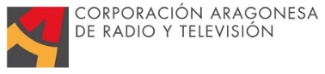 CORPORACIÓN ARAGONESA
DE RADIO Y TELEVISIÓN